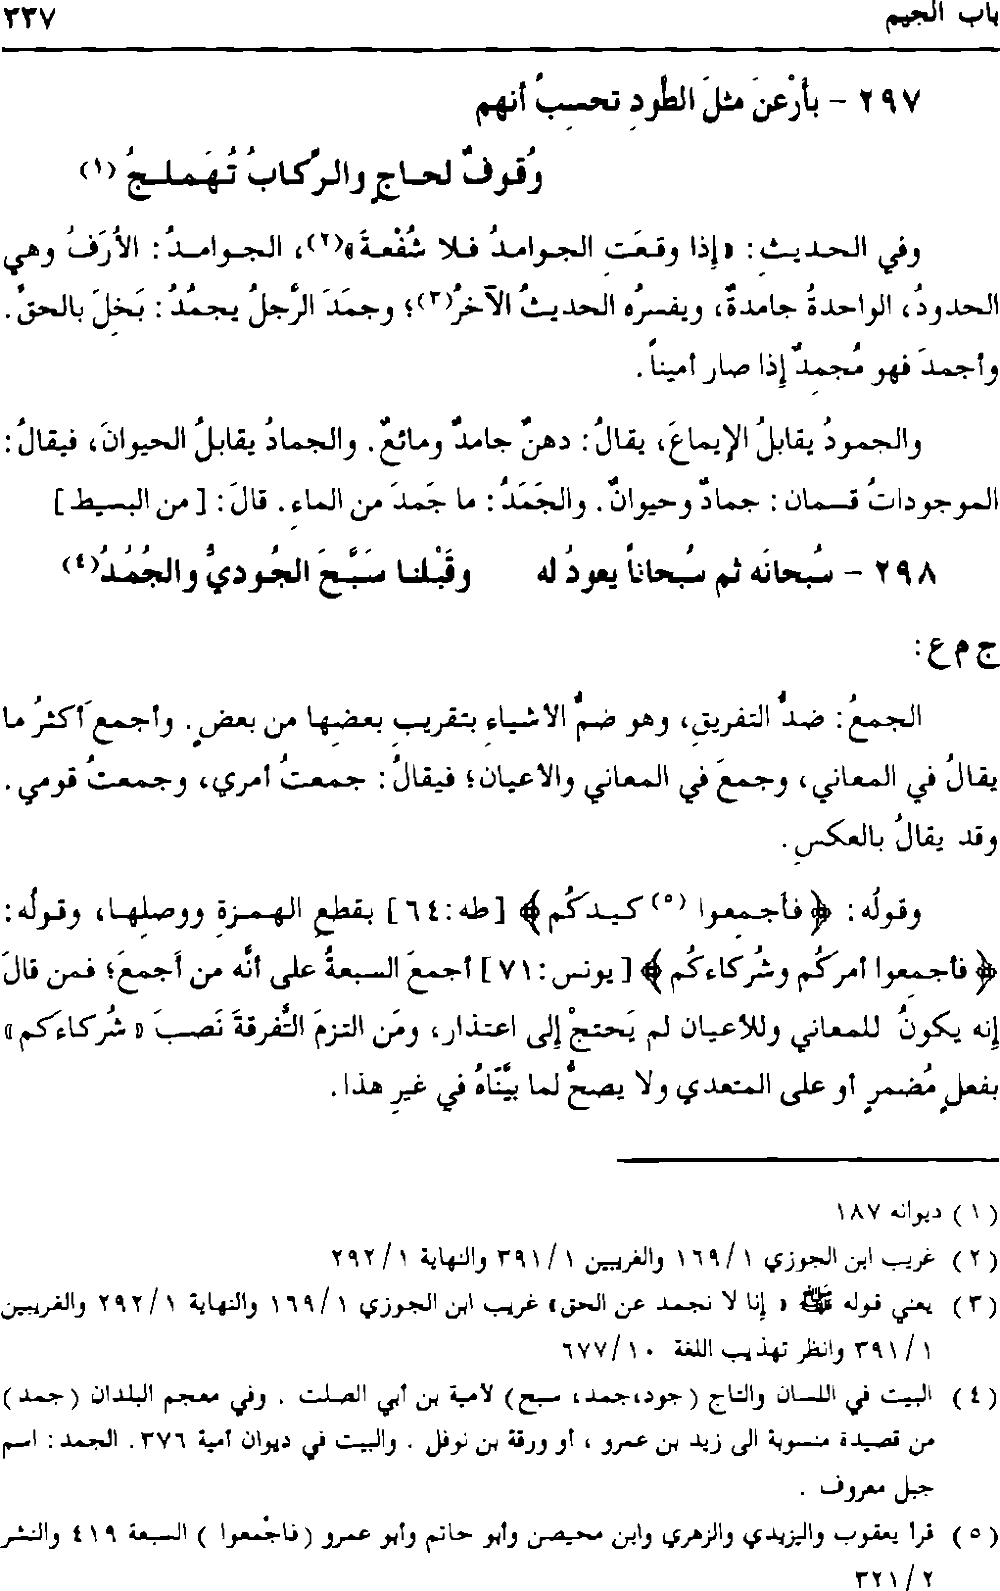 باب الجيم ٣٣٧
٢٩٧ - بأرْعنَ مثلَ الطَّودِ تحسِبُ أنهم
وُقوفٌ لحاجٍ والرِّكابُ تُهَملجُ (١)
وفي الحديثِ: «إذا وقعَتِ الجوامدُ فلا شُفْعةَ»(٢)، الجوامدُ: الأُرَفُ وهي
الحدودُ، الواحدةُ جامدةٌ، ويفسرُه الحديثُ الآخرُ(٣)؛ وجمَدَ الرَّجلُ يجمُدُ: بَخِلَ بالحقِّ.
وأجمدَ فهو مُجمِدٌ إذا صار أميناً.
والجمودُ يقابلُ الإيماعَ، يقالُ: دهنٌ جامدٌ ومائعٌ. والجمادُ يقابلُ الحيوانَ، فيقالُ:
الموجوداتُ قسمان: جمادٌ وحيوانٌ. والجَمَدُ: ما جَمدَ من الماءِ. قالَ: [من البسيط]
٢٩٨ - سُبحانَه ثم سُبحاناً يعودُ له وقَبْلنا سَبَّحَ الجُوديُّ والجُمُدُ(٤)
ج م ع:
الجمعُ: ضدُّ التفريقِ، وهو ضمُّ الأشياءِ بتقريبِ بعضِها من بعضٍ. وأجمع أكثرُ ما
يقالُ في المعاني، وجمعَ في المعاني والأعيان؛ فيقالُ: جمعتُ أمري، وجمعتُ قومي.
وقد يقالُ بالعكسِ.
وقولُه: ﴿فأجمِعوا (٥) كيدكُم﴾ [طه:٦٤] بقطعِ الهمزةِ ووصلِها، وقولُه:
﴿فأجمِعوا أمركُم وشُركاءكُم﴾ [يونس:٧١] أجمعَ السبعةُ على أنَّه من أجمعَ؛ فمن قالَ
إنه يكونُ للمعاني وللأعيان لم يَحتجْ إلى اعتذار، ومَن التزمَ التَّفرقةَ نَصبَ «شُركاءَكم»
بفعلٍ مُضمرٍ أو على المتعدي ولا يصحُّ لما بيَّنَّاهُ في غيرِ هذا.
(١) ديوانه ١٨٧
(٢) غريب ابن الجوزي ١٦٩/١ والغريبين ٣٩١/١ والنهاية ٢٩٢/١
(٣) يعني قوله ﷺ «إنا لا نجمد عن الحق» غريب ابن الجوزي ١٦٩/١ والنهاية ٢٩٢/١ والغريبين
٣٩١/١ وانظر تهذيب اللغة ٦٧٧/١٠
(٤) البيت في اللسان والتاج (جود،جمد، سبح) لأمية بن أبي الصلت . وفي معجم البلدان (جمد)
من قصيدة منسوبة الى زيد بن عمرو ، أو ورقة بن نوفل . والبيت في ديوان أمية ٣٧٦. الجمد: اسم
جبل معروف .
(٥) قرأ يعقوب واليزيدي والزهري وابن محيصن وأبو حاتم وأبو عمرو (فاجْمعوا ) السبعة ٤١٩ والنشر
٣٢١/٢